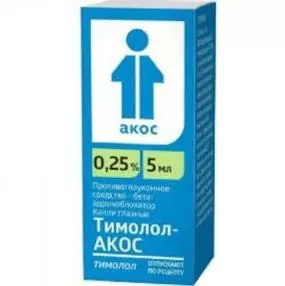 акос
0,25% 5 мл
Противоглаукомное
средство - бета-
адреноблокатор
Капли глазные
Тимолол-
АКОС
ТИМОЛОЛ
ОТПУСКАЮТ
ПО РЕЦЕПТУ